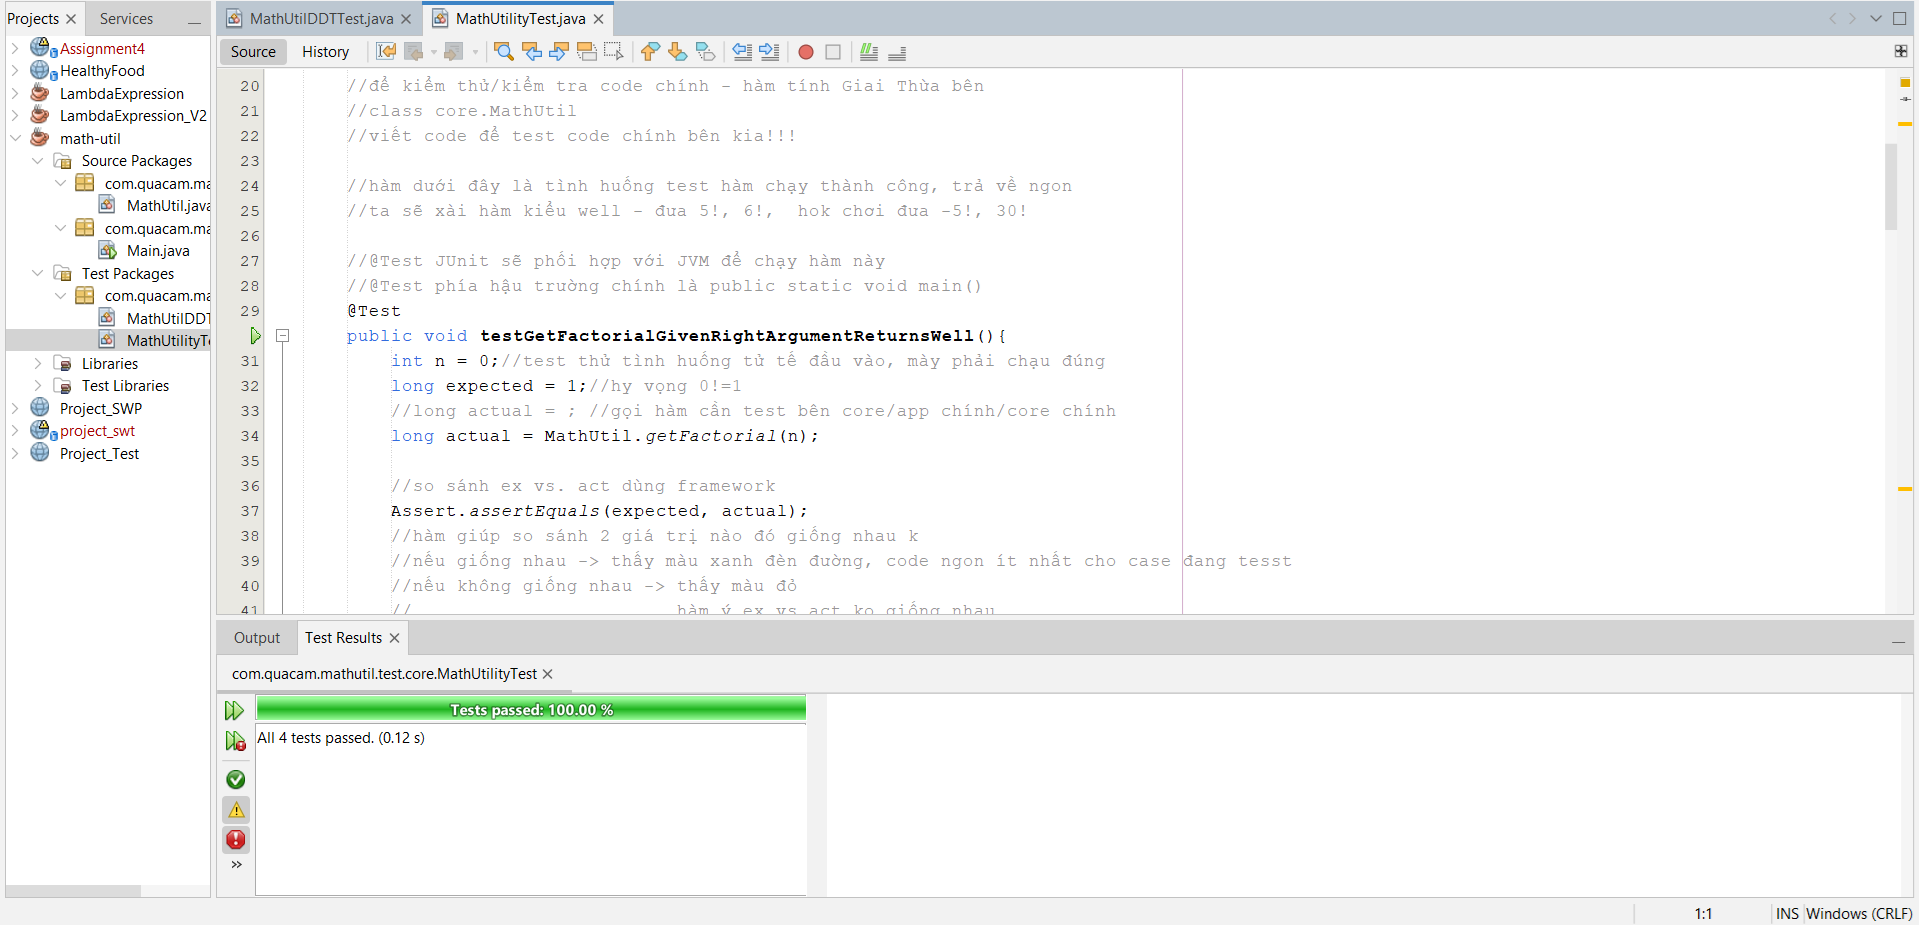 Projects
Services
Assignment4
HealthyFood
LambdaExpression
LambdaExpression_V2
math-util
Source Packages
com.quacam.ma
MathUtil.java
com.quacam.ma
Main.java
Test Packages
com.quacam.ma
MathUtilDDT
MathUtilityT
Libraries
Test Libraries
Project_SWP
project_swt
Project_Test
MathUtilDDTTest.java
MathUtilityTest.java
Source
History
20 //để kiểm thử/kiểm tra code chính - hàm tính Giai Thừa bên
21 //class core.MathUtil
22 //viết code để test code chính bên kia!!!
23
24 //hàm dưới đây là tình huống test hàm chạy thành công, trả về ngon
25 //ta sẽ xài hàm kiểu well - đưa 5!, 6!,  hok chơi đưa -5!, 30!
26
27 //@Test JUnit sẽ phối hợp với JVM để chạy hàm này
28 //@Test phía hậu trường chính là public static void main()
29 @Test
public void testGetFactorialGivenRightArgumentReturnsWell(){
31 int n = 0;//test thử tình huống tử tế đầu vào, mày phải chạu đúng
32 long expected = 1;//hy vọng 0!=1
33 //long actual = ; //gọi hàm cần test bên core/app chính/core chính
34 long actual = MathUtil.getFactorial(n);
35
36 //so sánh ex vs. act dùng framework
37 Assert.assertEquals(expected, actual);
38 //hàm giúp so sánh 2 giá trị nào đó giống nhau k
39 //nếu giống nhau -> thấy màu xanh đèn đường, code ngon ít nhất cho case đang tesst
40 //nếu không giống nhau -> thấy màu đỏ
41 // hàm ý ex vs act ko giống nhau
Output
Test Results
com.quacam.mathutil.test.core.MathUtilityTest
Tests passed: 100.00 %
All 4 tests passed. (0.12 s)
1:1
INS
Windows (CRLF)